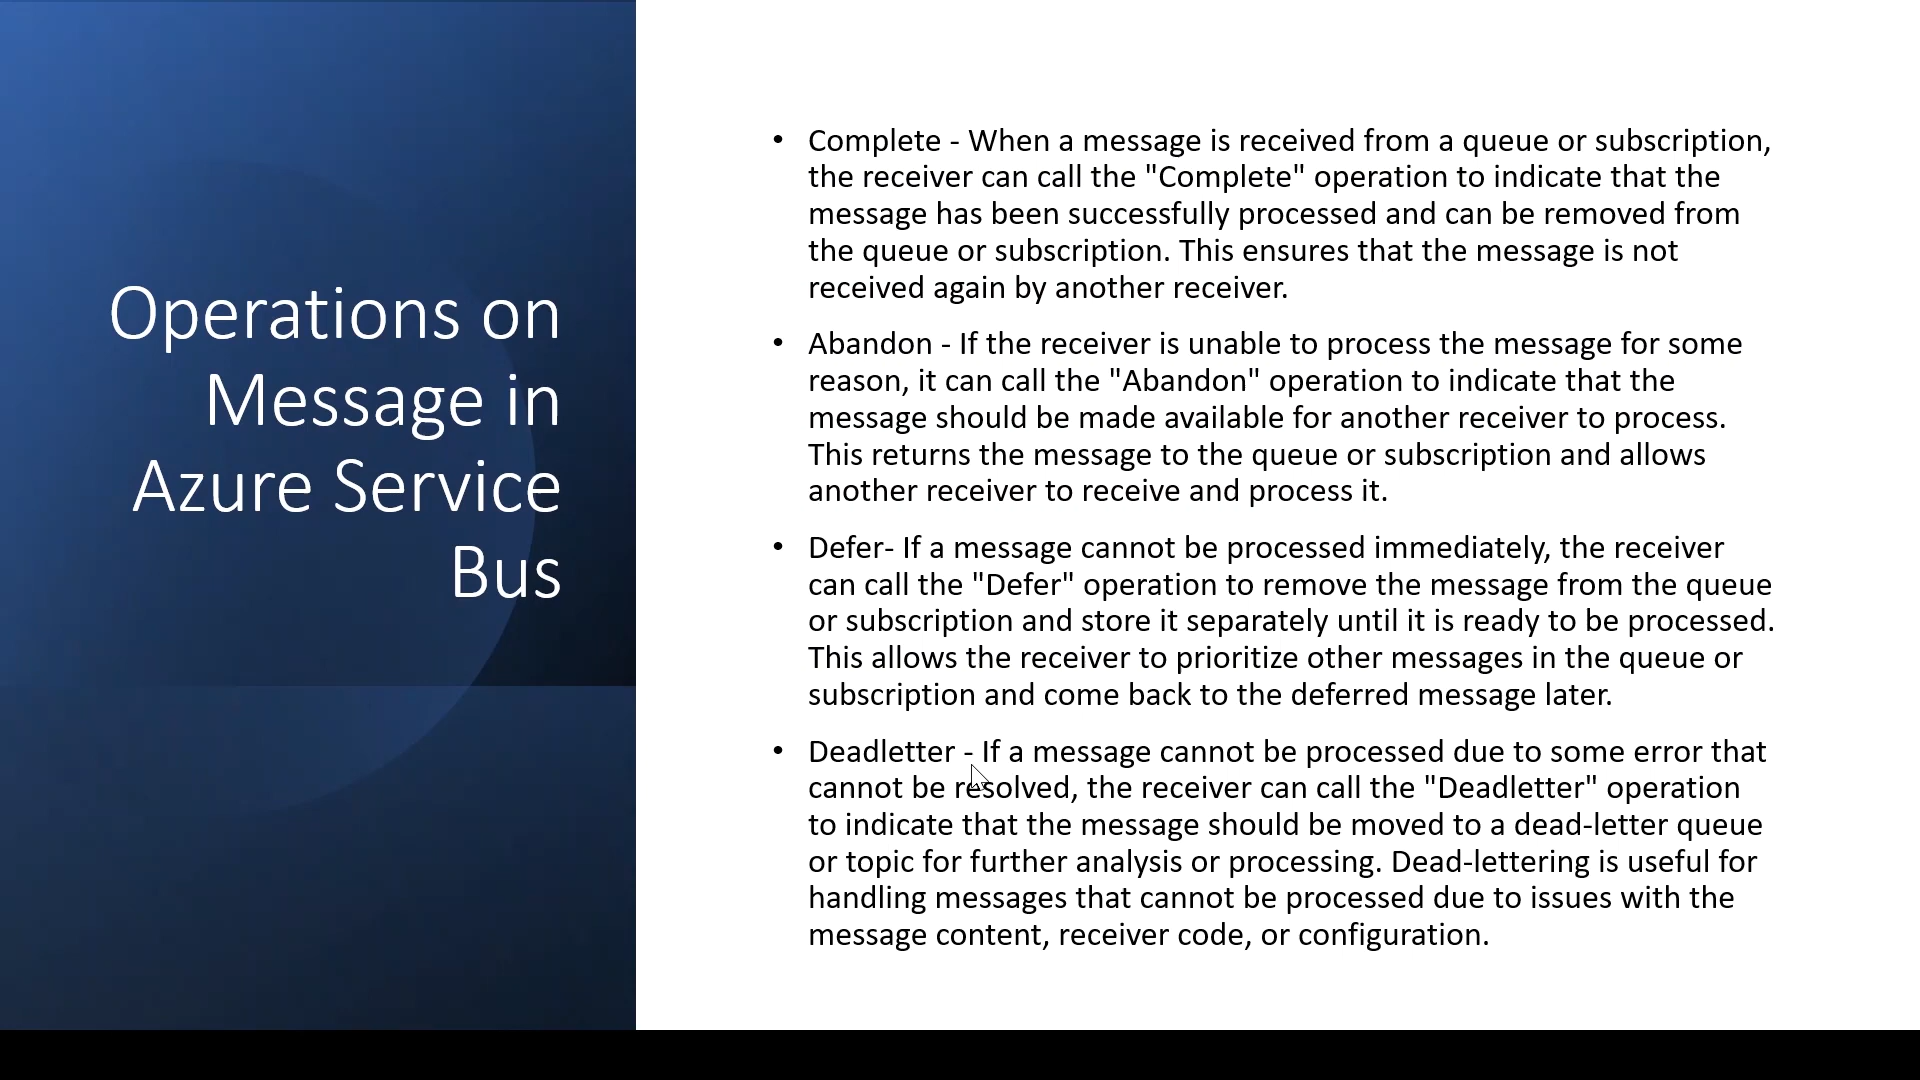 Operations on
Message in
Azure Service
Bus
• Complete - When a message is received from a queue or subscription,
the receiver can call the "Complete" operation to indicate that the
message has been successfully processed and can be removed from
the queue or subscription. This ensures that the message is not
received again by another receiver.
• Abandon - If the receiver is unable to process the message for some
reason, it can call the "Abandon" operation to indicate that the
message should be made available for another receiver to process.
This returns the message to the queue or subscription and allows
another receiver to receive and process it.
• Defer- If a message cannot be processed immediately, the receiver
can call the "Defer" operation to remove the message from the queue
or subscription and store it separately until it is ready to be processed.
This allows the receiver to prioritize other messages in the queue or
subscription and come back to the deferred message later.
• Deadletter - If a message cannot be processed due to some error that
cannot be resolved, the receiver can call the "Deadletter" operation
to indicate that the message should be moved to a dead-letter queue
or topic for further analysis or processing. Dead-lettering is useful for
handling messages that cannot be processed due to issues with the
message content, receiver code, or configuration.